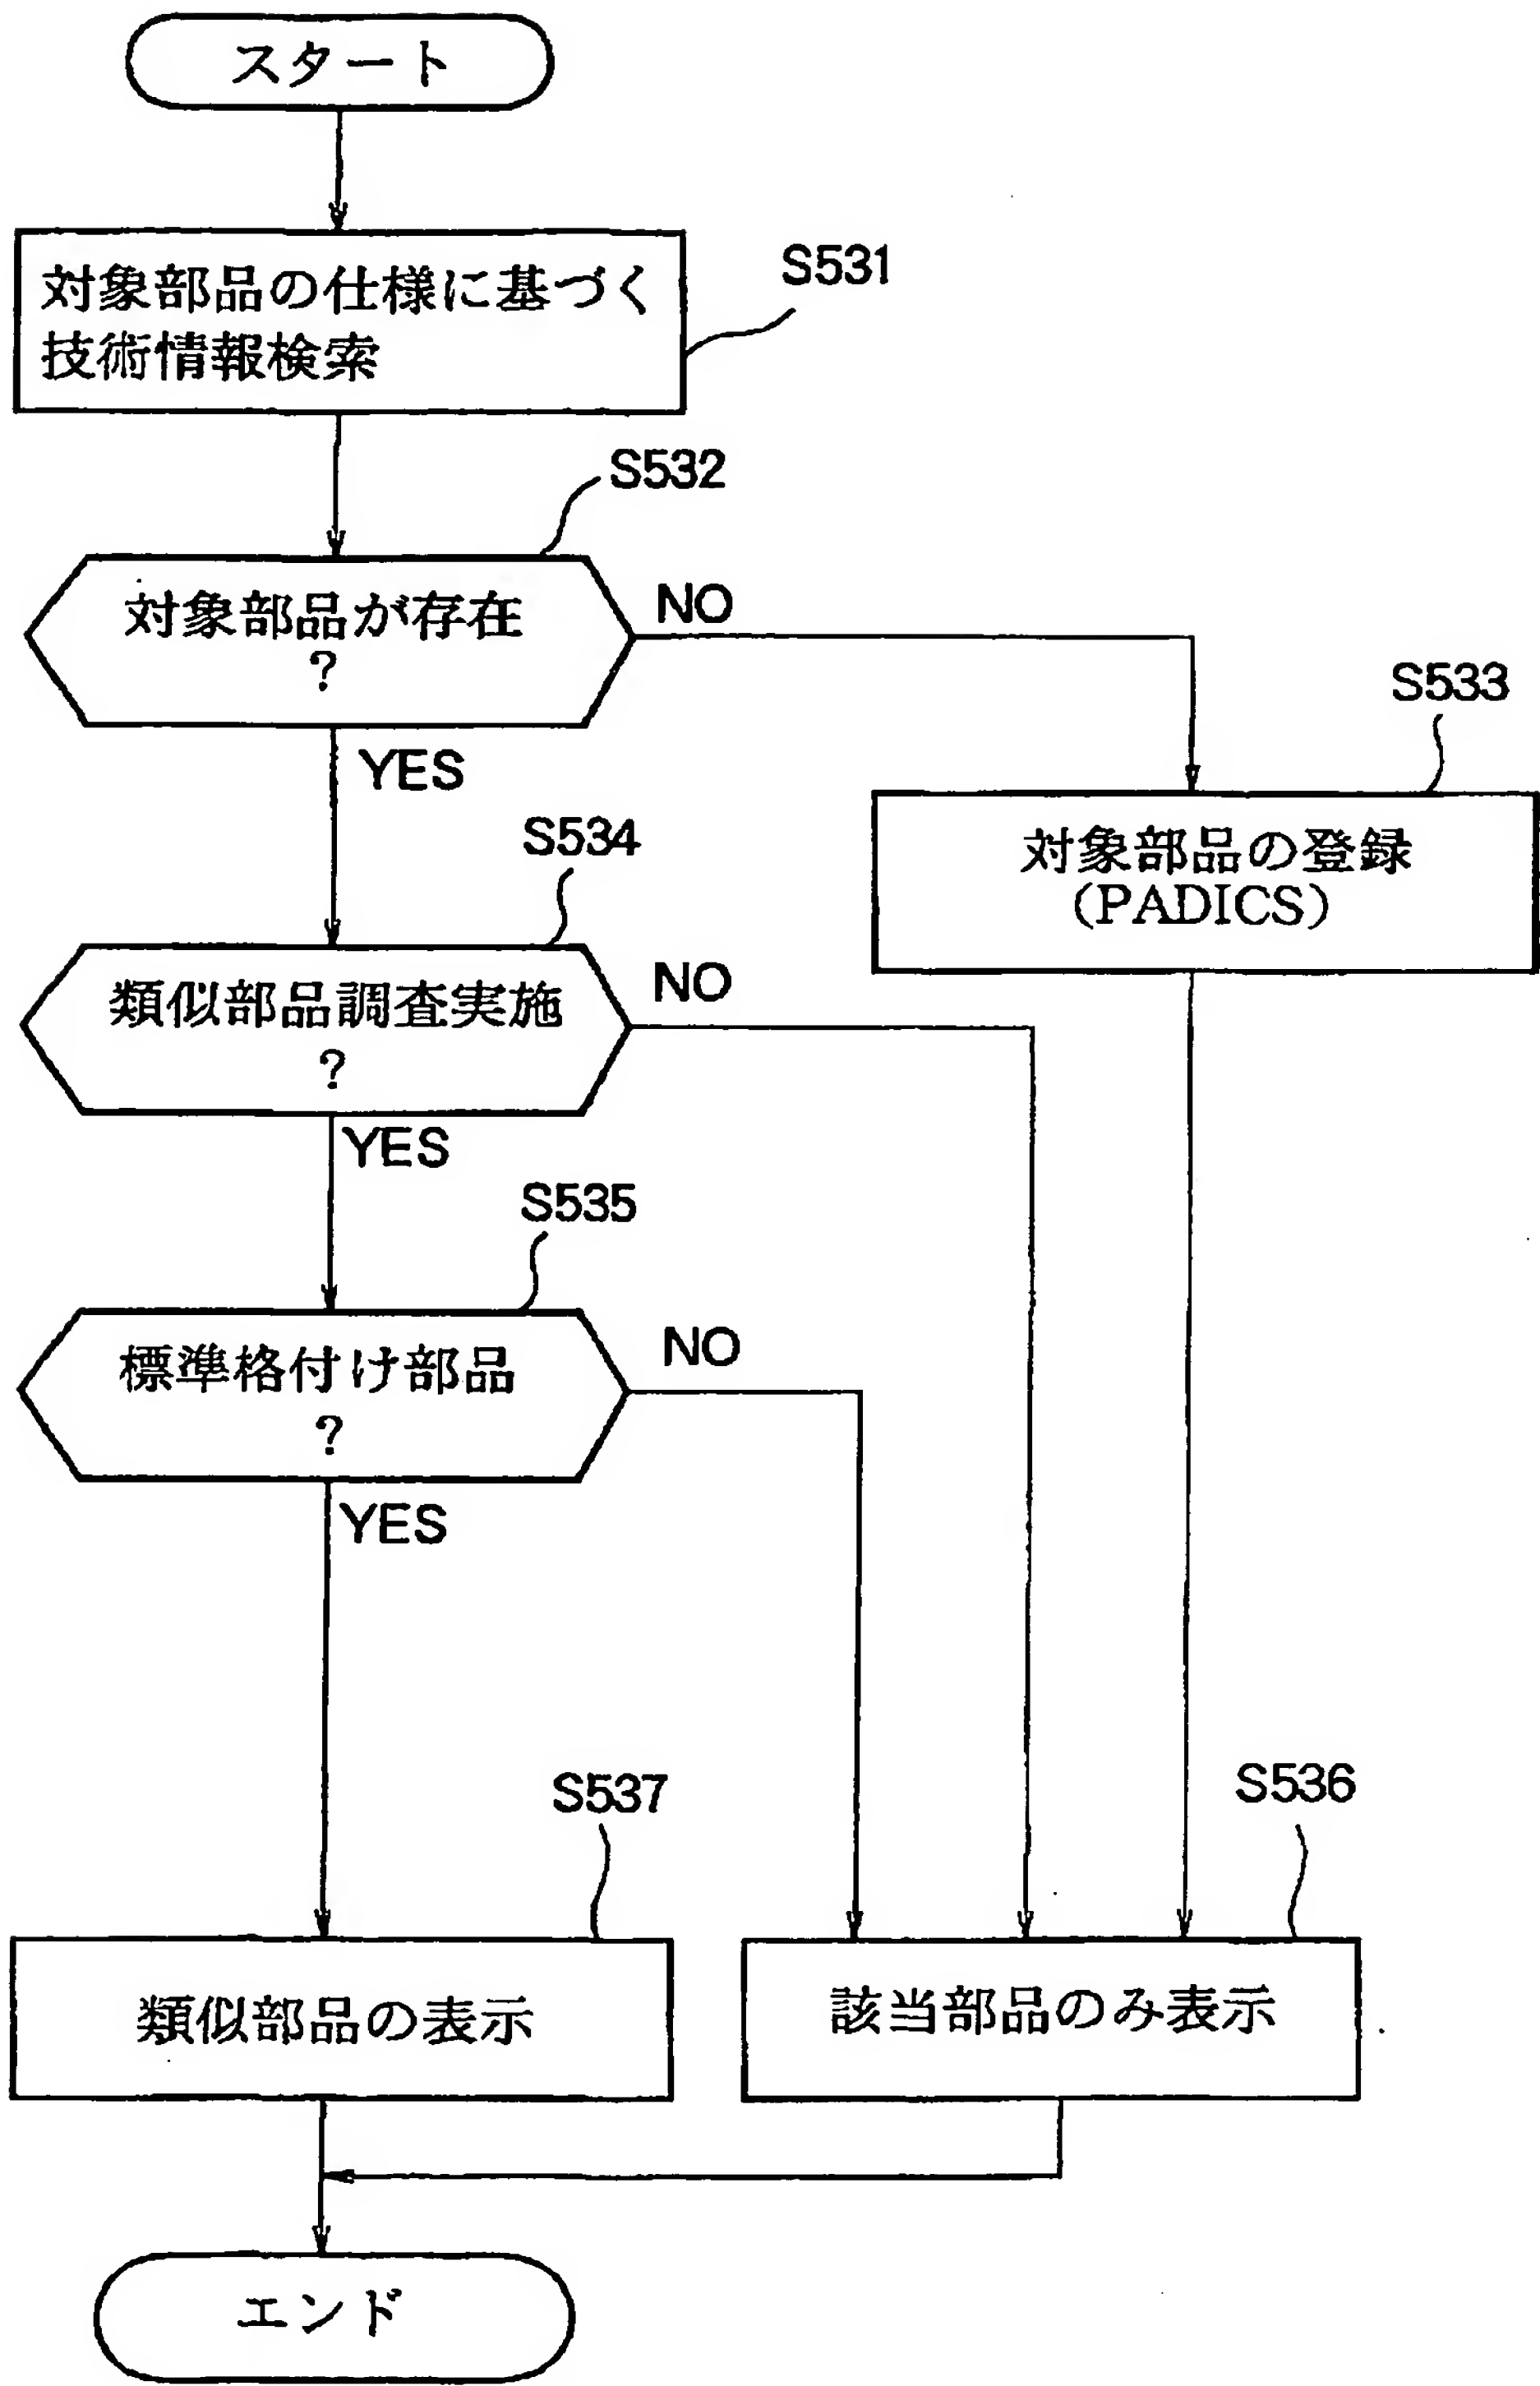 スタート
対象部品の仕様に基づく
技術情報検索
S531
S532
対象部品が存在
?
NO
YES
S533
対象部品の登録
(PADICS)
S534
類似部品調査実施
?
NO
YES
S535
標準格付け部品
?
NO
YES
S537
類似部品の表示
S536
該当部品のみ表示
エンド